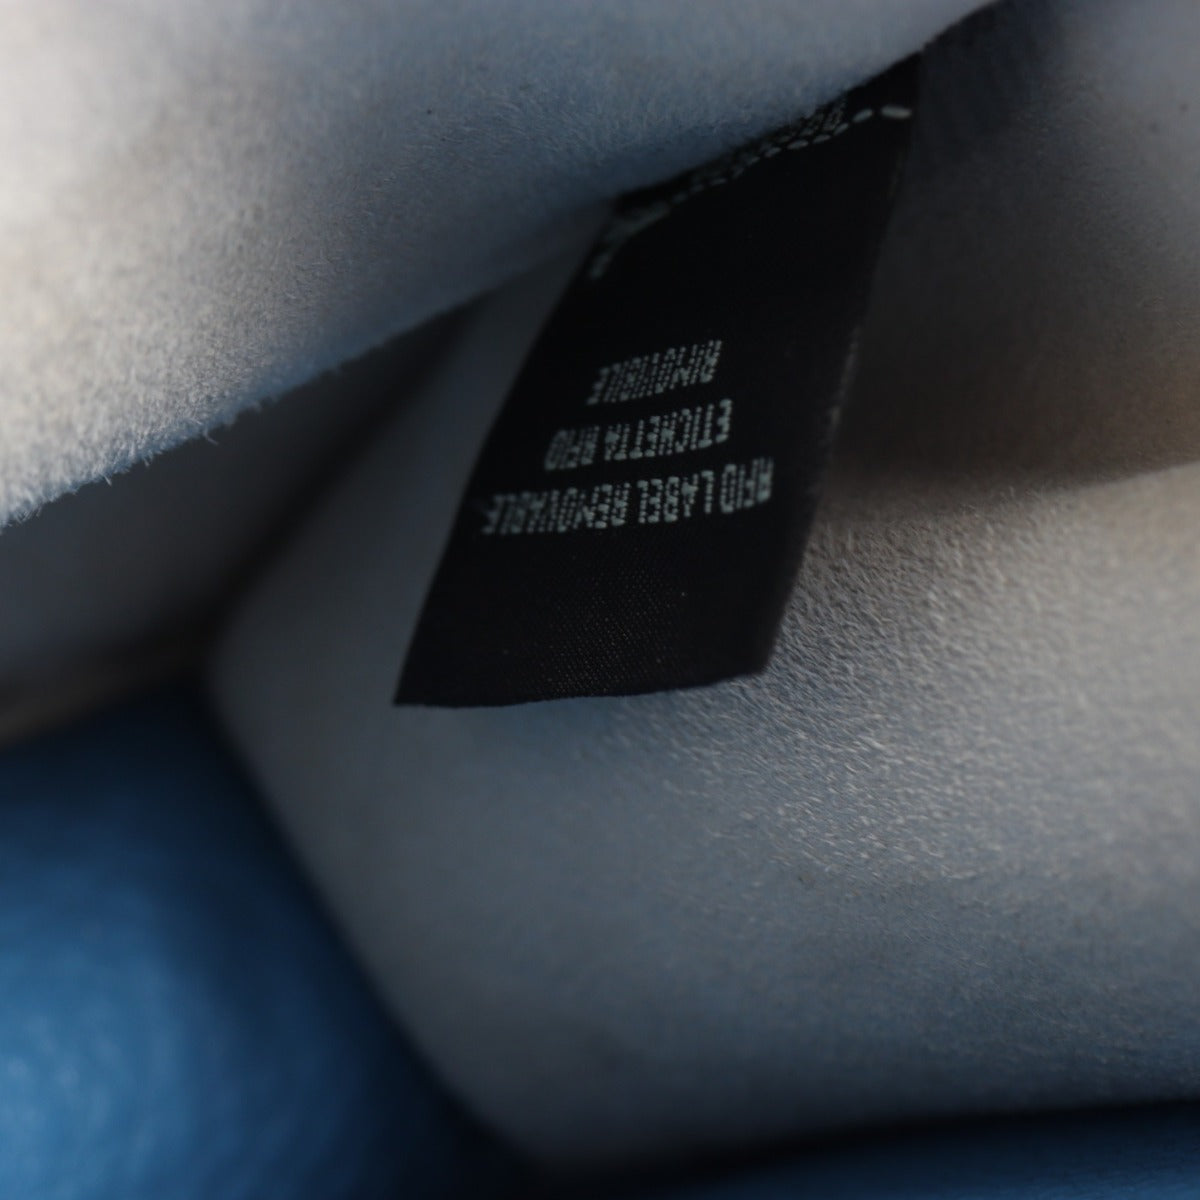 RFID LABEL REMOVABLE
ETICHETTA RFID
RIMOVIBILE